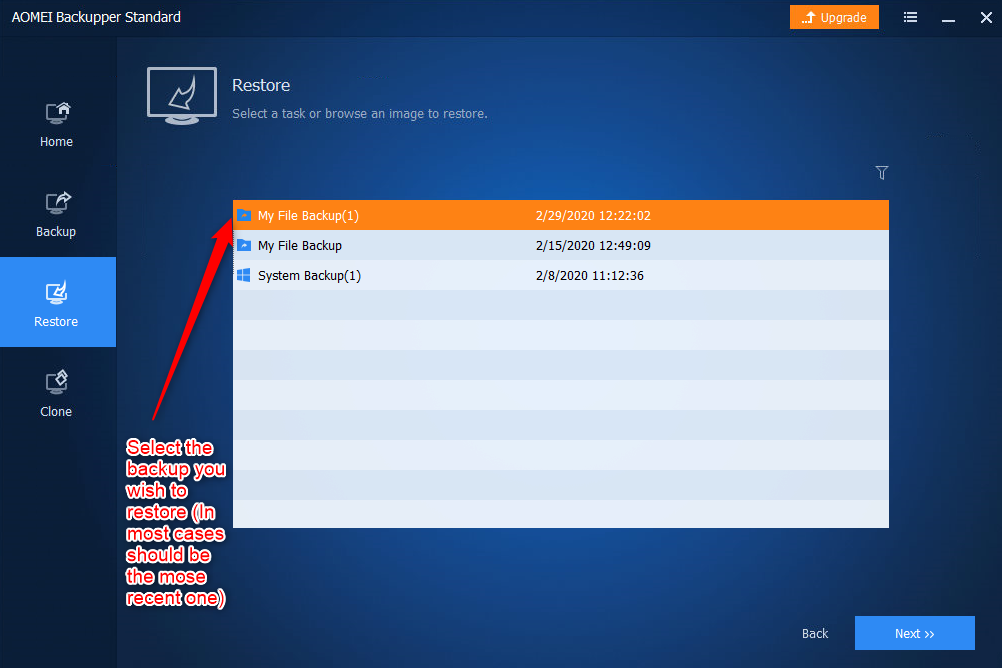 AOMEI Backupper Standard
Upgrade
Home
Backup
Restore
Clone
Restore
Select a task or browse an image to restore.
My File Backup(1) 2/29/2020 12:22:02
My File Backup 2/15/2020 12:49:09
System Backup(1) 2/8/2020 11:12:36
Select the
backup you
wish to
restore (In
most cases
should be
the mose
recent one)
Back
Next >>